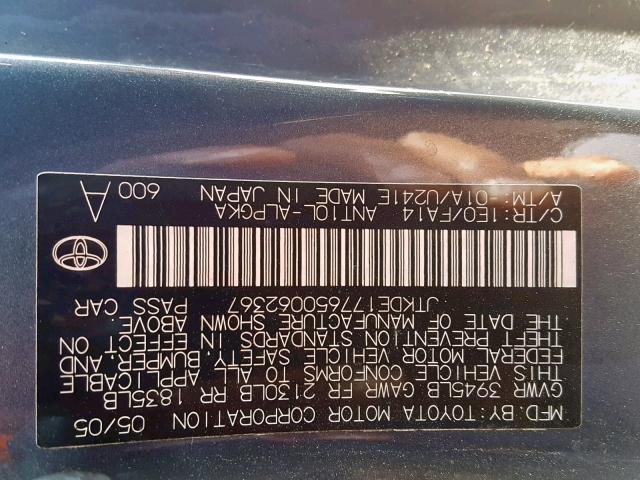 MFD. BY: TOYOTA MOTOR CORPORATION 05/05
GVWR 3945LB GAWR FR 2130LB RR 1835LB
THIS VEHICLE CONFORMS TO ALL APPLICABLE
FEDERAL MOTOR VEHICLE SAFETY, BUMPER, AND
THEFT PREVENTION STANDARDS IN EFFECT ON
THE DATE OF MANUFACTURE SHOWN ABOVE.
JTKDE177650062367 PASS CAR
C/TR: 1E0/FA14 ANT10L-ALPGKA A
A/TM: -01A/U241E MADE IN JAPAN 600